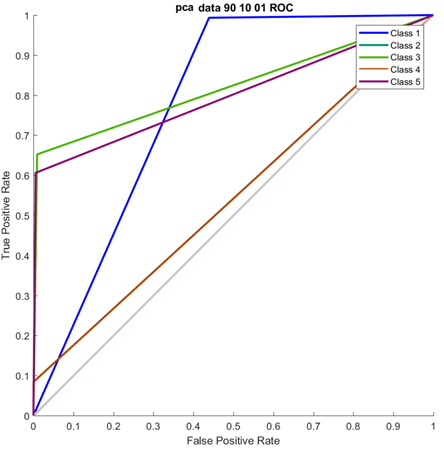 pca data 90 10 01 ROC
Class 1
Class 2
Class 3
Class 4
Class 5
True Positive Rate
1
0.9
0.8
0.7
0.6
0.5
0.4
0.3
0.2
0.1
0
0 0.1 0.2 0.3 0.4 0.5 0.6 0.7 0.8 0.9 1
False Positive Rate